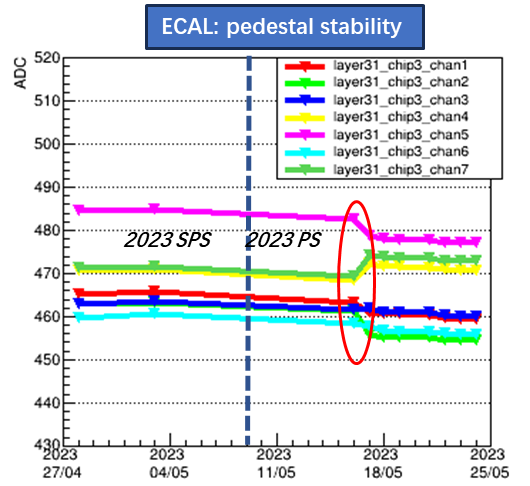 ECAL: pedestal stability
ADC
520
510
500
490
480
470
460
450
440
430
layer31_chip3_chan1
layer31_chip3_chan2
layer31_chip3_chan3
layer31_chip3_chan4
layer31_chip3_chan5
layer31_chip3_chan6
layer31_chip3_chan7
2023 SPS
2023 PS
2023 2023 2023 2023 2023
27/04 04/05 11/05 18/05 25/05